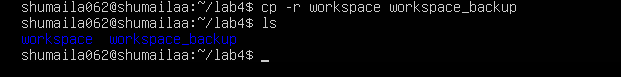 shumaila062@shumailaa:~/lab4$ cp -r workspace workspace_backup
shumaila062@shumailaa:~/lab4$ ls
workspace  workspace_backup
shumaila062@shumailaa:~/lab4$ _